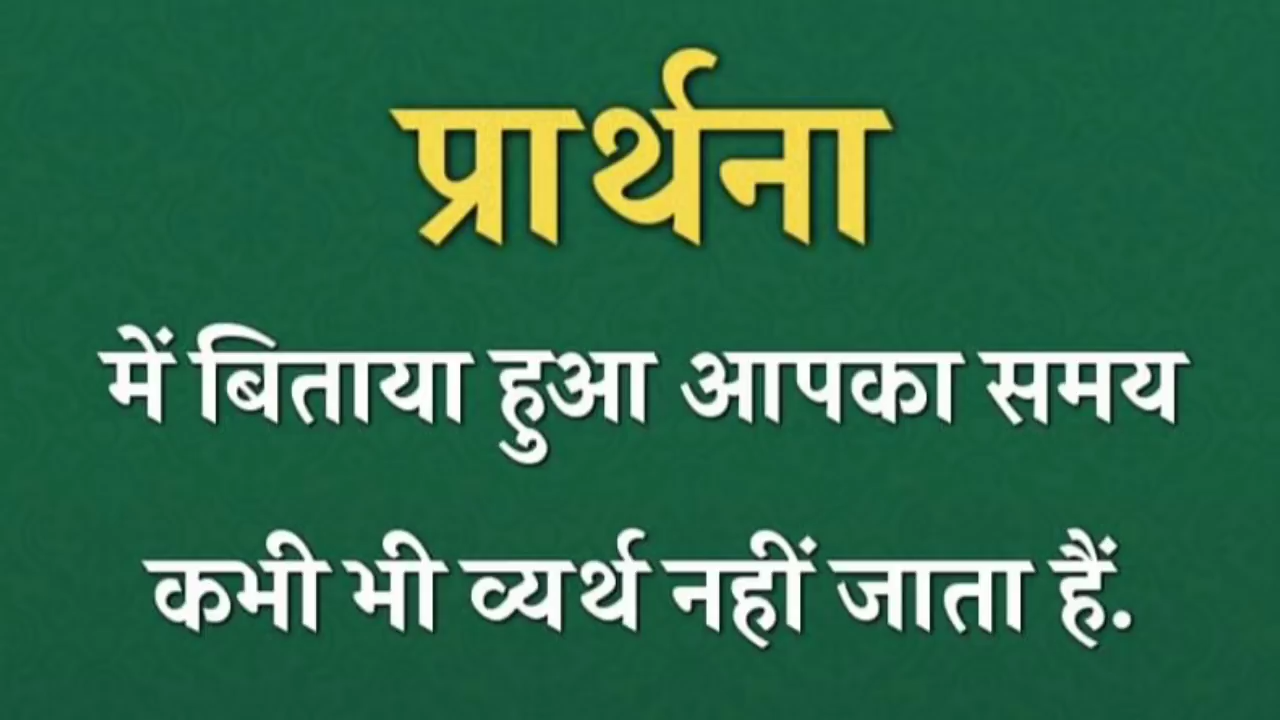 प्रार्थना
में बिताया हुआ आपका समय
कभी भी व्यर्थ नहीं जाता हैं.